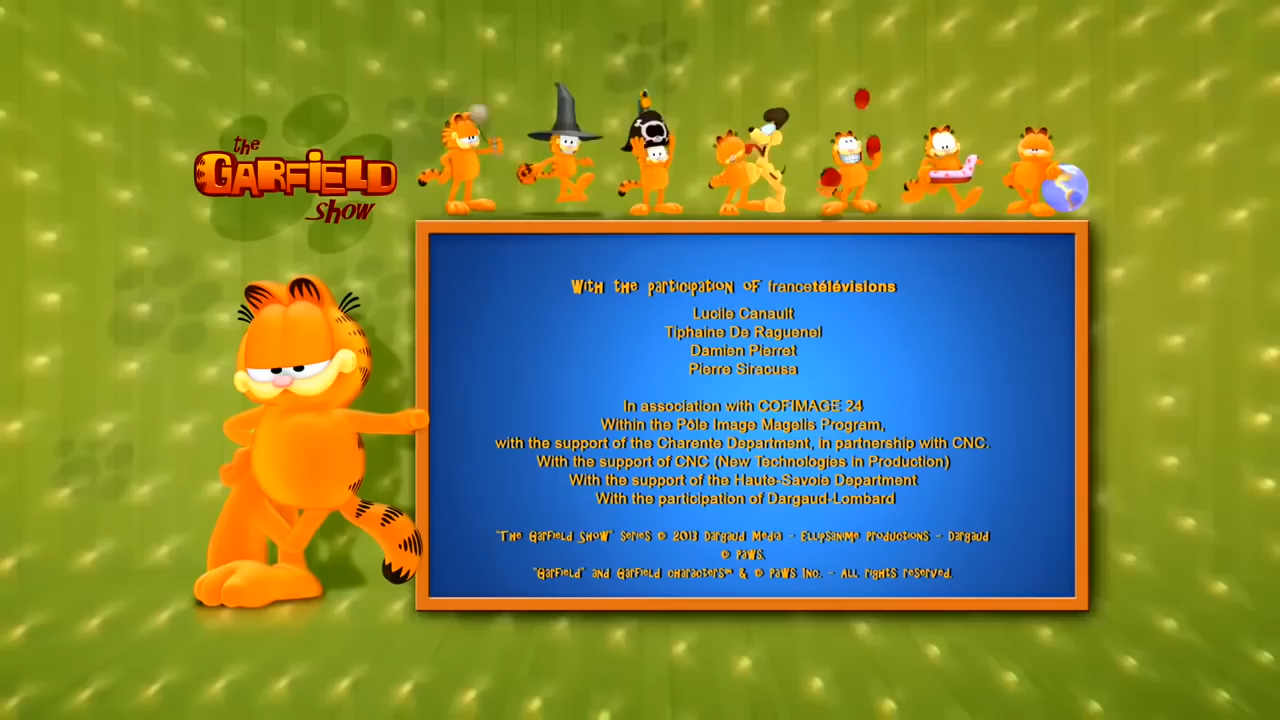 the
GARFIELD
show
With the participation of francetélévisions
Lucile Canault
Tiphaine De Raguenel
Damien Pierret
Pierre Siracusa
In association with COFIMAGE 24
Within the Pôle Image Magelis Program,
with the support of the Charente Department, in partnership with CNC.
With the support of CNC (New Technologies in Production)
With the support of the Haute-Savoie Department
With the participation of Dargaud-Lombard
"The Garfield Show" series © 2013 Dargaud Media - Ellipsanime Productions - Dargaud
© Paws.
"Garfield" and Garfield characters™ & © Paws Inc. - All rights reserved.